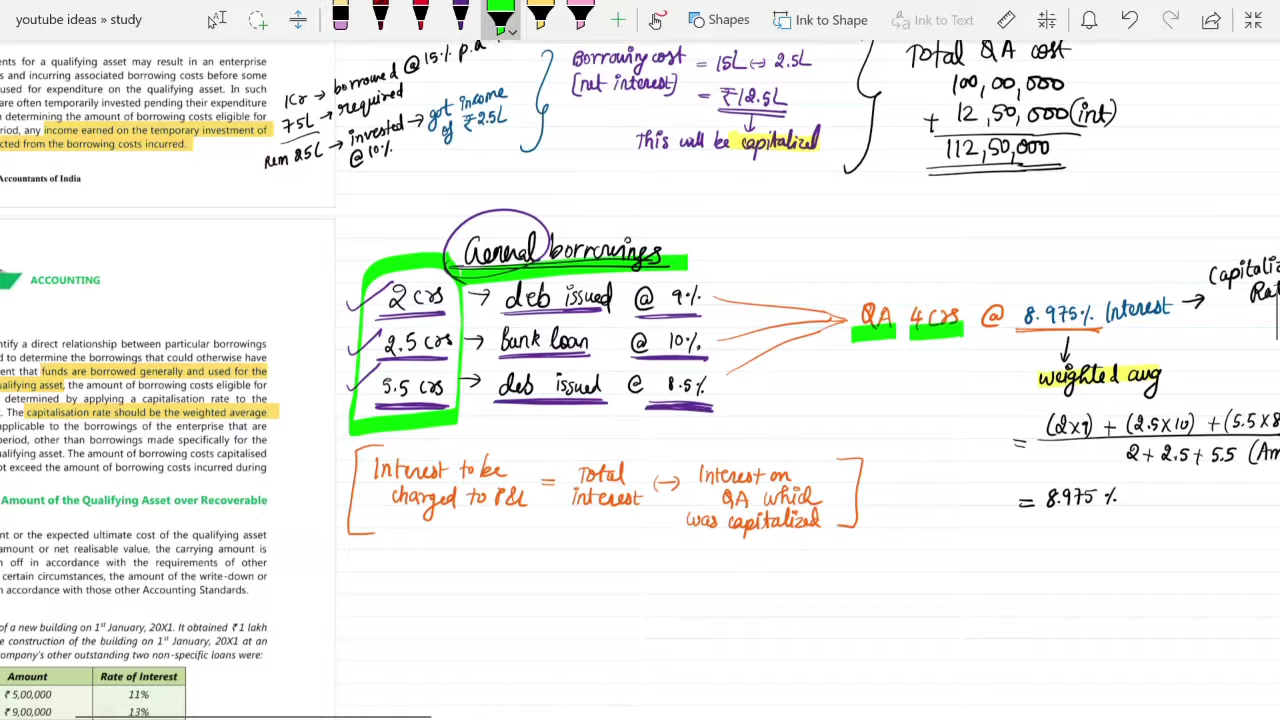 youtube ideas » study
Shapes
Ink to Shape
Ink to Text
ents for a qualifying asset may result in an enterprise
s and incurring associated borrowing costs before some
used for expenditure on the qualifying asset. In such
are often temporarily invested pending their expenditure
n determining the amount of borrowing costs eligible for
riod, any income earned on the temporary investment of
cted from the borrowing costs incurred.
Accountants of India
1Cr → borrowed @ 15% p.a
75L → required
Rem 25L → invested → got income
@ 10% of ₹2.5L
Borrowing cost = 15L (-) 2.5L
[net interest]
= ₹12.5L
This will be capitalized
Total QA cost
100,00,000
+ 12,50,000 (int)
112,50,000
General borrowings
2 crs → deb issued @ 9%
2.5 crs → Bank loan @ 10%
5.5 crs → deb issued @ 8.5%
QA 4 crs @ 8.975% Interest →
Capitaliz
Rat
weighted avg
= (2x9) + (2.5x10) + (5.5x8
2 + 2.5 + 5.5 (Am
= 8.975 %
[Interest to be charged to P&L = Total interest (-) Interest on QA which was capitalized]
ACCOUNTING
ntify a direct relationship between particular borrowings
d to determine the borrowings that could otherwise have
ent that funds are borrowed generally and used for the
ualifying asset, the amount of borrowing costs eligible for
determined by applying a capitalisation rate to the
. The capitalisation rate should be the weighted average
applicable to the borrowings of the enterprise that are
period, other than borrowings made specifically for the
alifying asset. The amount of borrowing costs capitalised
ot exceed the amount of borrowing costs incurred during
Amount of the Qualifying Asset over Recoverable
nt or the expected ultimate cost of the qualifying asset
amount or net realisable value, the carrying amount is
off in accordance with the requirements of other
certain circumstances, the amount of the write-down or
n accordance with those other Accounting Standards.
of a new building on 1st January, 20X1. It obtained ₹ 1 lakh
e construction of the building on 1st January, 20X1 at an
company's other outstanding two non-specific loans were:
Amount Rate of Interest
₹ 5,00,000 11%
₹ 9,00,000 13%